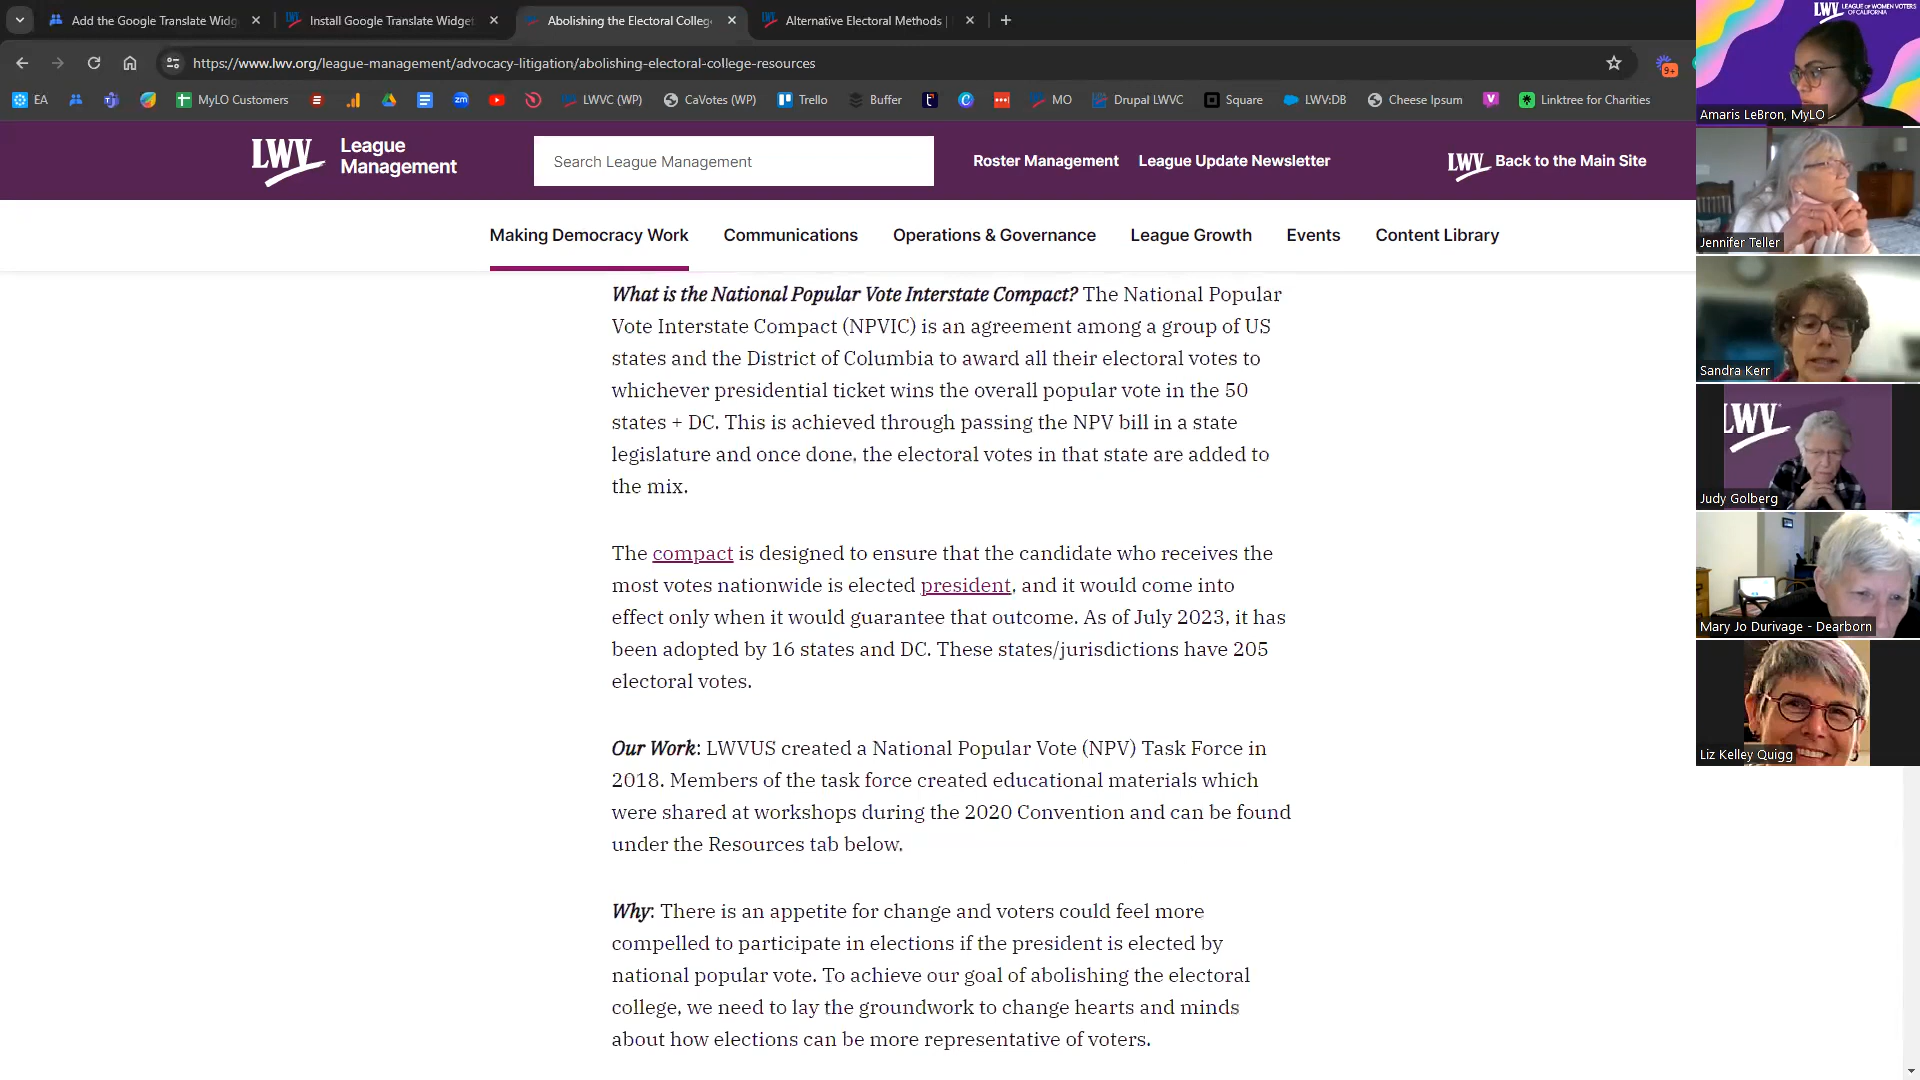 Add the Google Translate Widg
Install Google Translate Widget
Abolishing the Electoral Colleg
Alternative Electoral Methods |
https://www.lwv.org/league-management/advocacy-litigation/abolishing-electoral-college-resources
9+
EA
MyLO Customers
LWVC (WP)
CaVotes (WP)
Trello
Buffer
MO
Drupal LWVC
Square
LWV:DB
Cheese Ipsum
Linktree for Charities
LWV
League
Management
Search League Management
Roster Management
League Update Newsletter
LWV
Back to the Main Site
Making Democracy Work
Communications
Operations & Governance
League Growth
Events
Content Library
What is the National Popular Vote Interstate Compact? The National Popular
Vote Interstate Compact (NPVIC) is an agreement among a group of US
states and the District of Columbia to award all their electoral votes to
whichever presidential ticket wins the overall popular vote in the 50
states + DC. This is achieved through passing the NPV bill in a state
legislature and once done, the electoral votes in that state are added to
the mix.
The compact is designed to ensure that the candidate who receives the
most votes nationwide is elected president, and it would come into
effect only when it would guarantee that outcome. As of July 2023, it has
been adopted by 16 states and DC. These states/jurisdictions have 205
electoral votes.
Our Work: LWVUS created a National Popular Vote (NPV) Task Force in
2018. Members of the task force created educational materials which
were shared at workshops during the 2020 Convention and can be found
under the Resources tab below.
Why: There is an appetite for change and voters could feel more
compelled to participate in elections if the president is elected by
national popular vote. To achieve our goal of abolishing the electoral
college, we need to lay the groundwork to change hearts and minds
about how elections can be more representative of voters.
LWV LEAGUE OF WOMEN VOTERS
OF CALIFORNIA
Amaris LeBron, MyLO
Jennifer Teller
Sandra Kerr
LWV
Judy Golberg
Mary Jo Durivage - Dearborn
Liz Kelley Quigg